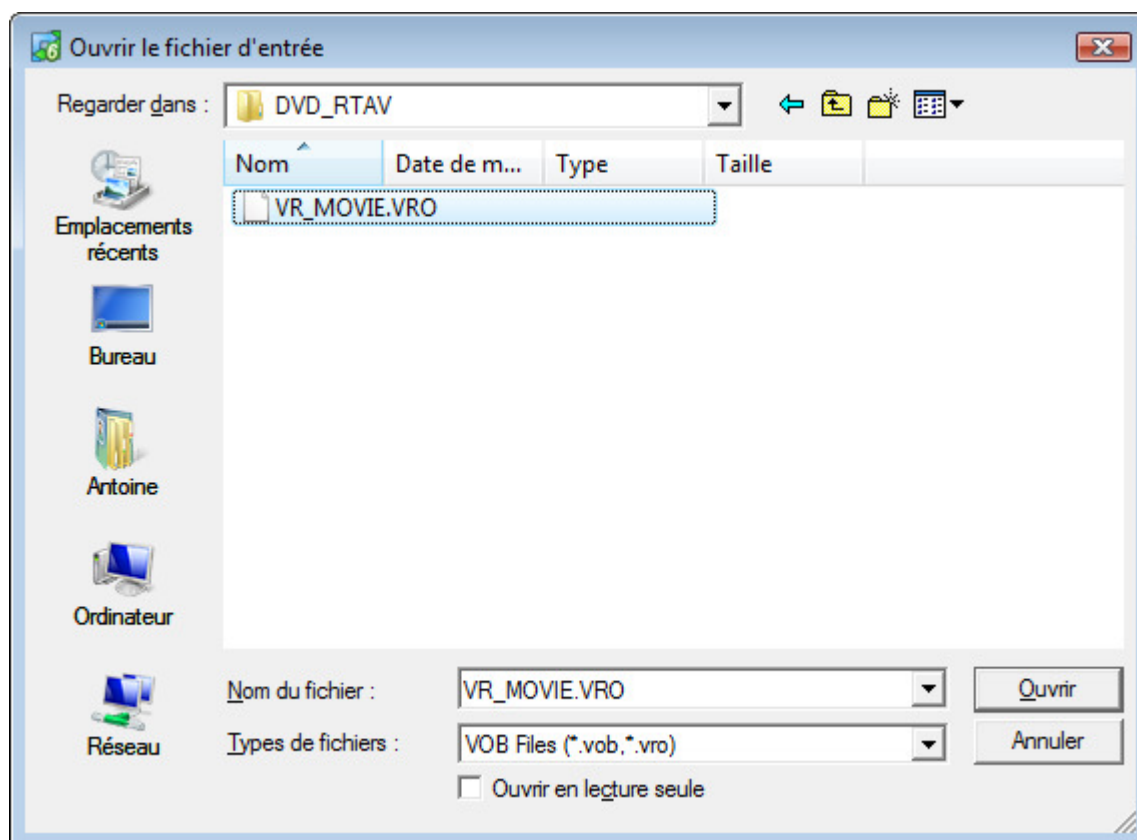 Ouvrir le fichier d'entrée
Regarder dans :
DVD_RTAV
Nom
Date de m...
Type
Taille
VR_MOVIE.VRO
Emplacements
récents
Bureau
Antoine
Ordinateur
Réseau
Nom du fichier :
VR_MOVIE.VRO
Ouvrir
Types de fichiers :
VOB Files (*.vob,*.vro)
Annuler
Ouvrir en lecture seule